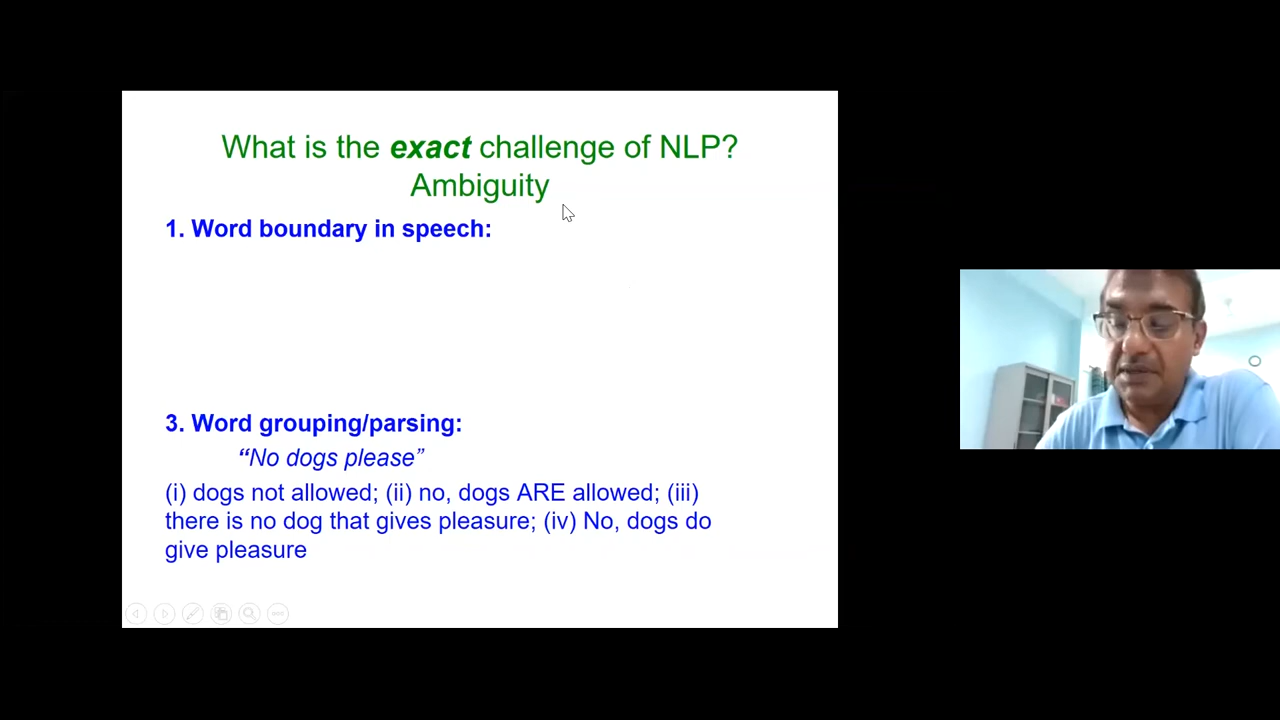 What is the exact challenge of NLP?
Ambiguity
1. Word boundary in speech:
3. Word grouping/parsing:
“No dogs please”
(i) dogs not allowed; (ii) no, dogs ARE allowed; (iii)
there is no dog that gives pleasure; (iv) No, dogs do
give pleasure